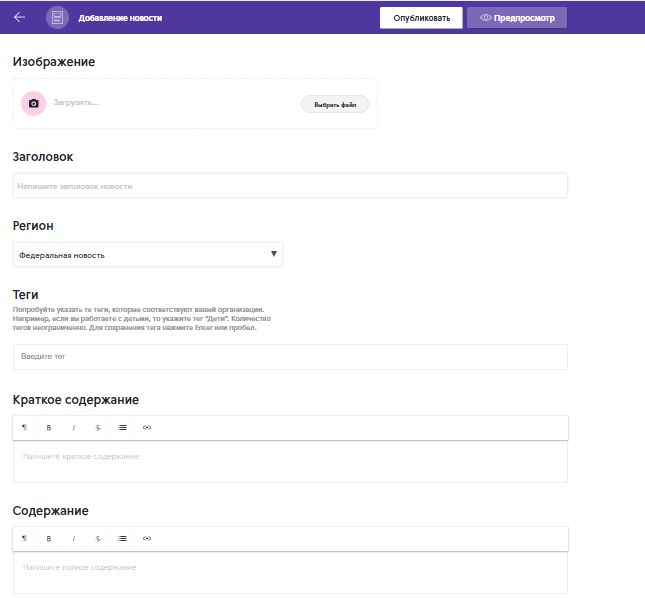 Добавление новости
Опубликовать
Предпросмотр
Изображение
Загрузить...
Выбрать файл
Заголовок
Напишите заголовок новости
Регион
Федеральная новость
Теги
Попробуйте указать те теги, которые соответствуют вашей организации.
Например, если вы работаете с детьми, то укажите тег "Дети". Количество
тегов неограниченно. Для сохранения тега нажмите Enter или пробел.
Введите тег
Краткое содержание
¶ B I S
Напишите краткое содержание
Содержание
¶ B I S
Напишите полное содержание